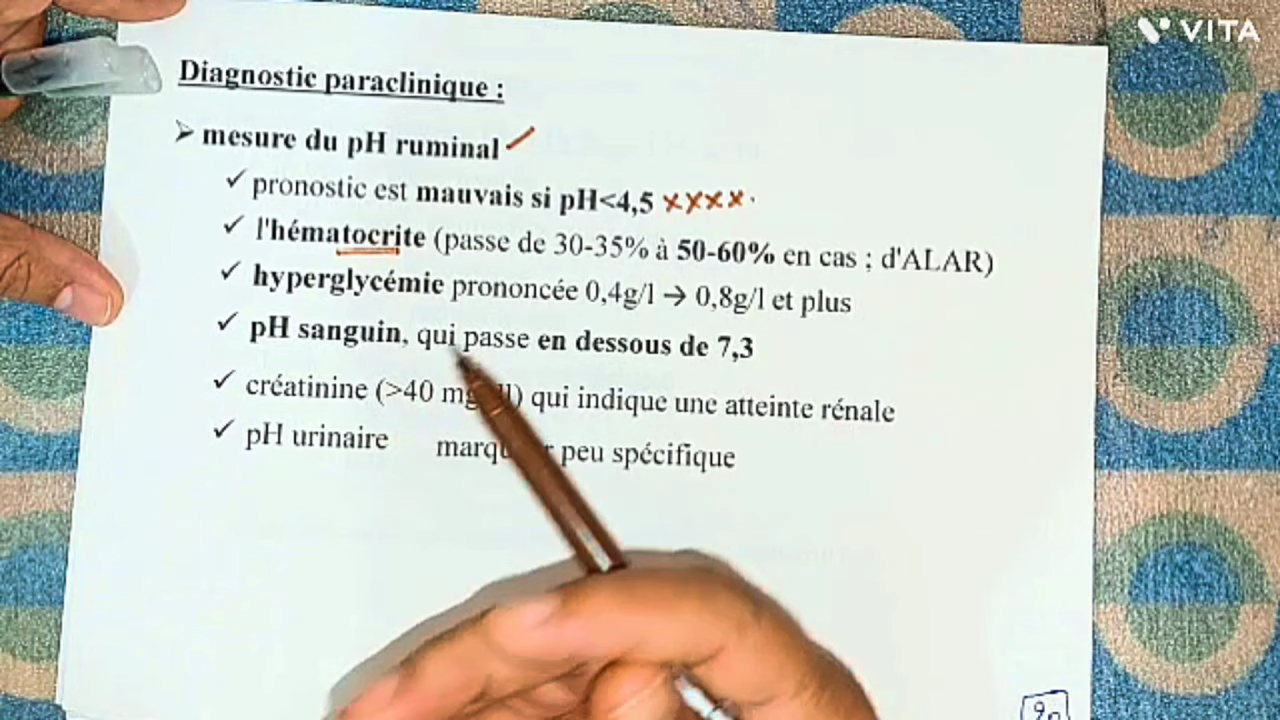 VITA
Diagnostic paraclinique :
➢ mesure du pH ruminal
✓ pronostic est mauvais si pH<4,5 xxxx
✓ l'hématocrite (passe de 30-35% à 50-60% en cas ; d'ALAR)
✓ hyperglycémie prononcée 0,4g/l → 0,8g/l et plus
✓ pH sanguin, qui passe en dessous de 7,3
✓ créatinine (>40 ) qui indique une atteinte rénale
✓ pH urinaire peu spécifique